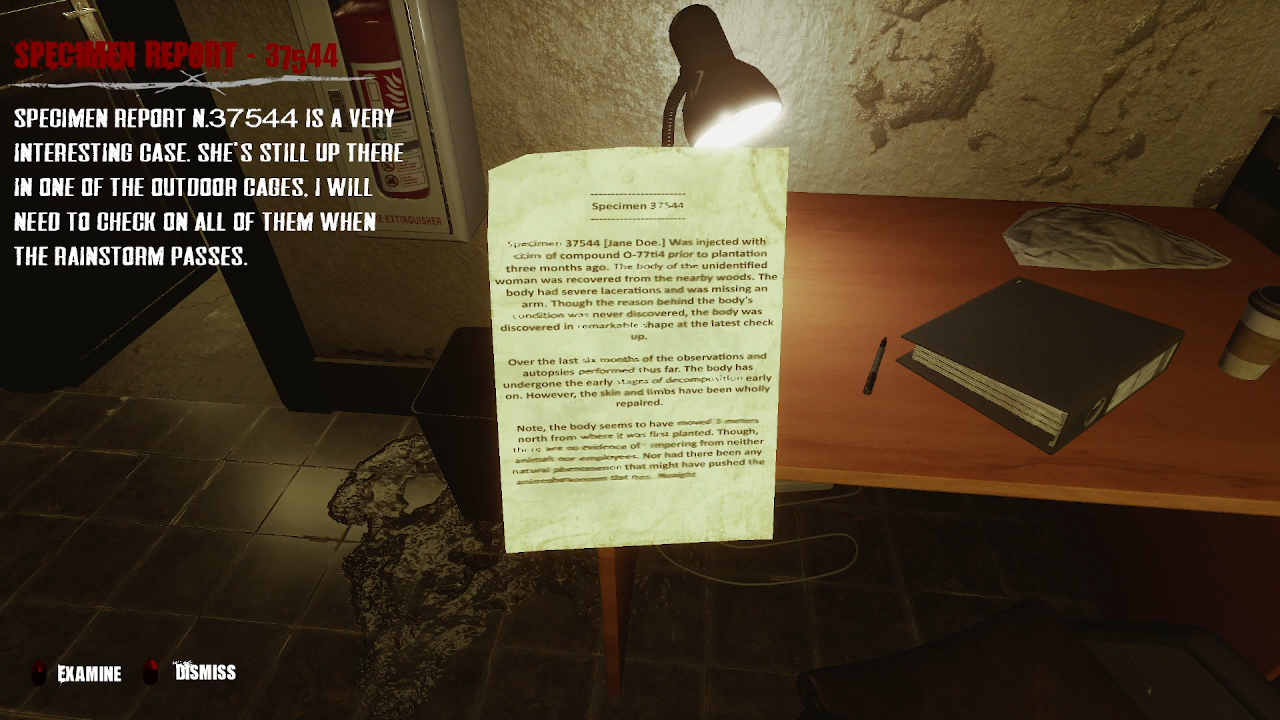 SPECIMEN REPORT - 37544
SPECIMEN REPORT N.37544 IS A VERY
INTERESTING CASE. SHE'S STILL UP THERE
IN ONE OF THE OUTDOOR CAGES. I WILL
NEED TO CHECK ON ALL OF THEM WHEN
THE RAINSTORM PASSES.
EXTINGUISHER
Specimen 37544
Specimen 37544 [Jane Doe.] Was injected with
of compound O-77ti4 prior to plantation
three months ago. The body of the unidentified
woman was recovered from the nearby woods. The
body had severe lacerations and was missing an
arm. Though the reason behind the body's
condition was never discovered, the body was
discovered in remarkable shape at the latest check
up.
Over the last six months of the observations and
autopsies performed thus far. The body has
undergone the early stages of decomposition early
on. However, the skin and limbs have been wholly
repaired.
Note, the body seems to have moved 3 meters
north from where it was first planted. Though,
there are no evidence of tampering from neither
animals nor employees. Nor had there been any
natural phenomenon that might have pushed the
EXAMINE
DISMISS